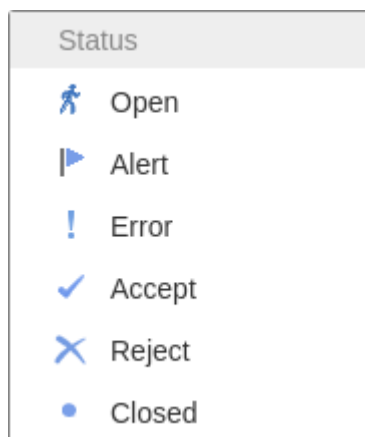 Status
Open
Alert
Error
Accept
Reject
Closed